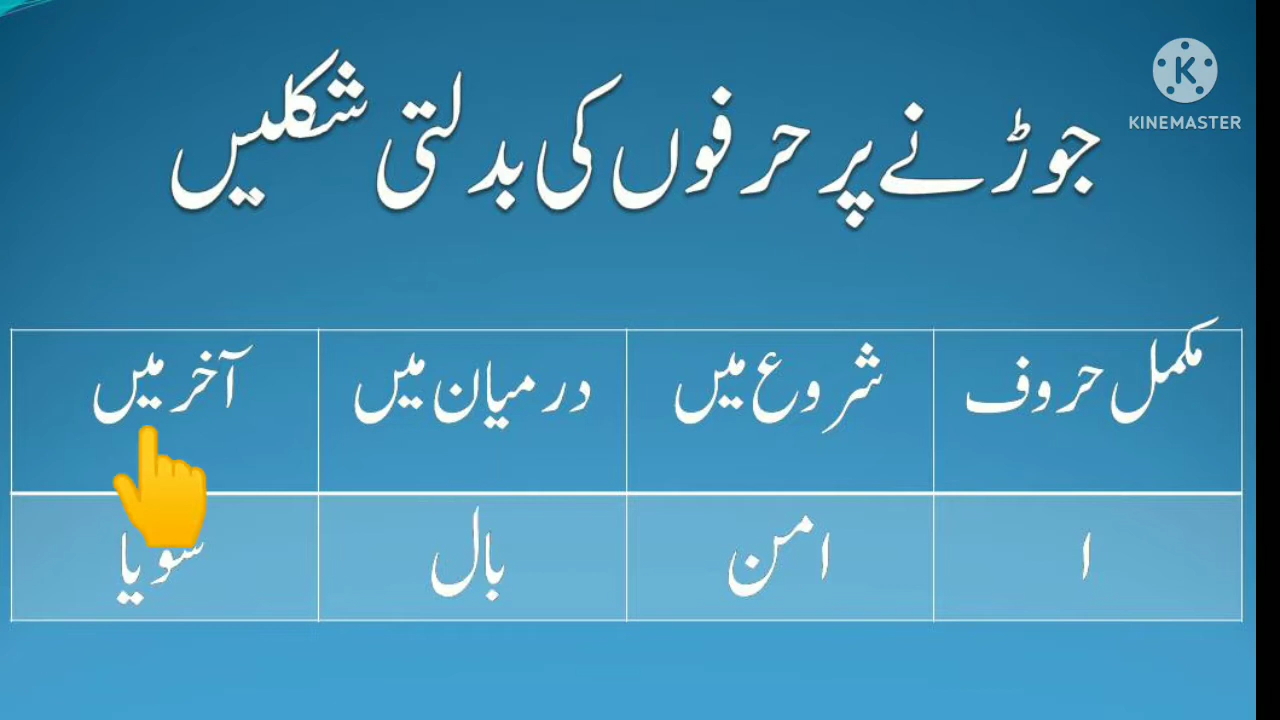 KINEMASTER
جوڑنے پر حرفوں کی بدلتی شکلیں
مکمل حروف شروع میں درمیان میں آخر میں
ا امن بال سویا